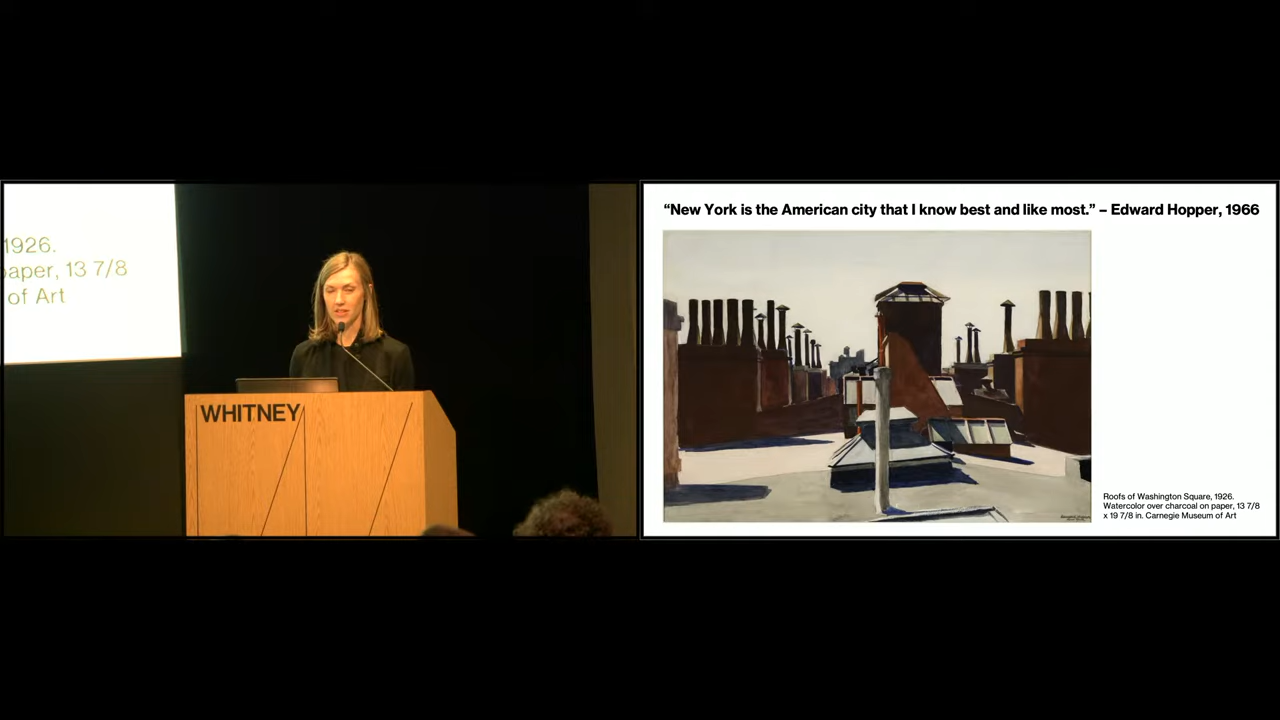 1926.
paper, 13 7/8
of Art
WHITNEY
“New York is the American city that I know best and like most.” – Edward Hopper, 1966
Roofs of Washington Square, 1926.
Watercolor over charcoal on paper, 13 7/8
x 19 7/8 in. Carnegie Museum of Art